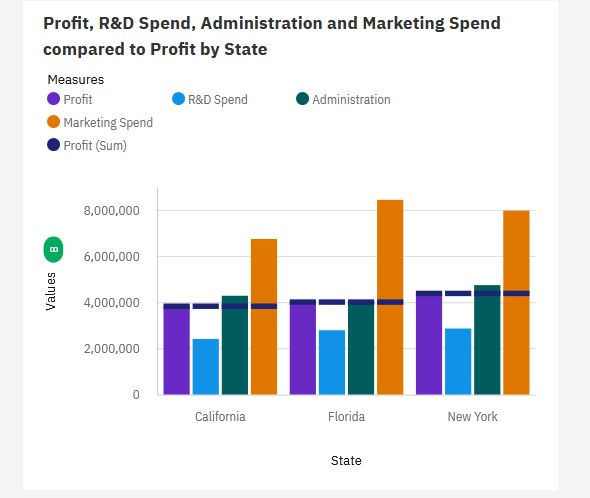 Profit, R&D Spend, Administration and Marketing Spend
compared to Profit by State
Measures
Profit R&D Spend Administration
Marketing Spend
Profit (Sum)
8,000,000
6,000,000
4,000,000
2,000,000
0
Values
California Florida New York
State